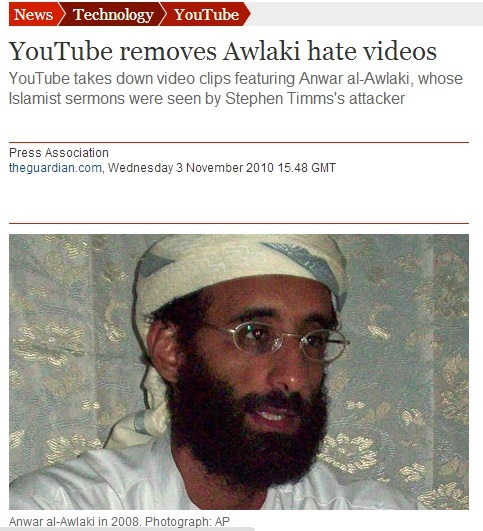 News Technology YouTube
YouTube removes Awlaki hate videos
YouTube takes down video clips featuring Anwar al-Awlaki, whose
Islamist sermons were seen by Stephen Timms's attacker
Press Association
theguardian.com, Wednesday 3 November 2010 15.48 GMT
Anwar al-Awlaki in 2008. Photograph: AP